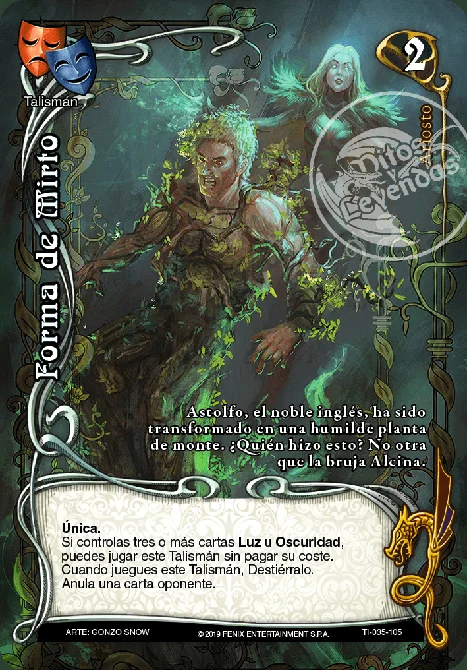 2
Talismán
Ariosto
Mitos
y
Leyendas
Forma de Mirto
Astolfo, el noble inglés, ha sido
transformado en una humilde planta
de monte. ¿Quién hizo esto? No otra
que la bruja Alcina.
Única.
Si controlas tres o más cartas Luz u Oscuridad,
puedes jugar este Talismán sin pagar su coste.
Cuando juegues este Talismán, Destiérralo.
Anula una carta oponente.
ARTE: GONZO SNOW
©2019 FENIX ENTERTAINMENT S.P.A.
TI-035-105